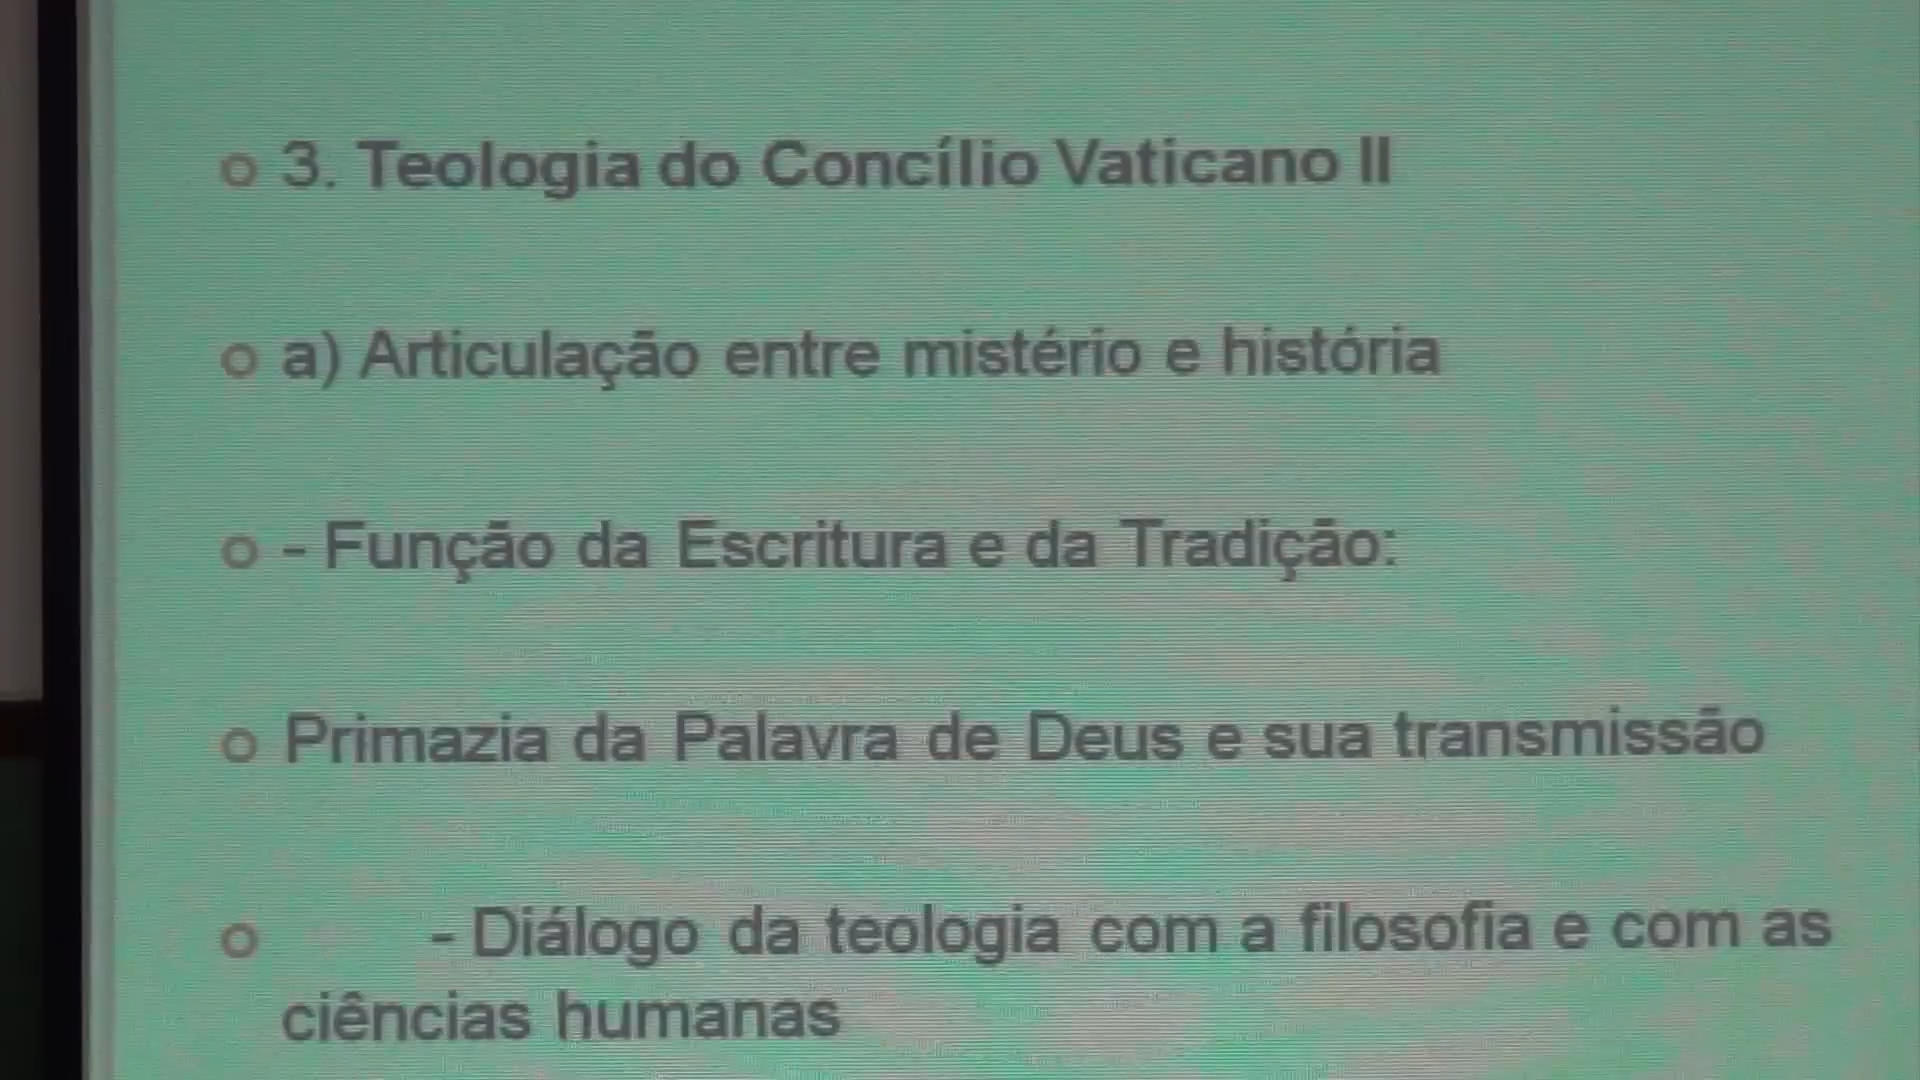 3. Teologia do Concílio Vaticano II
a) Articulação entre mistério e história
- Função da Escritura e da Tradição:
Primazia da Palavra de Deus e sua transmissão
- Diálogo da teologia com a filosofia e com as
ciências humanas